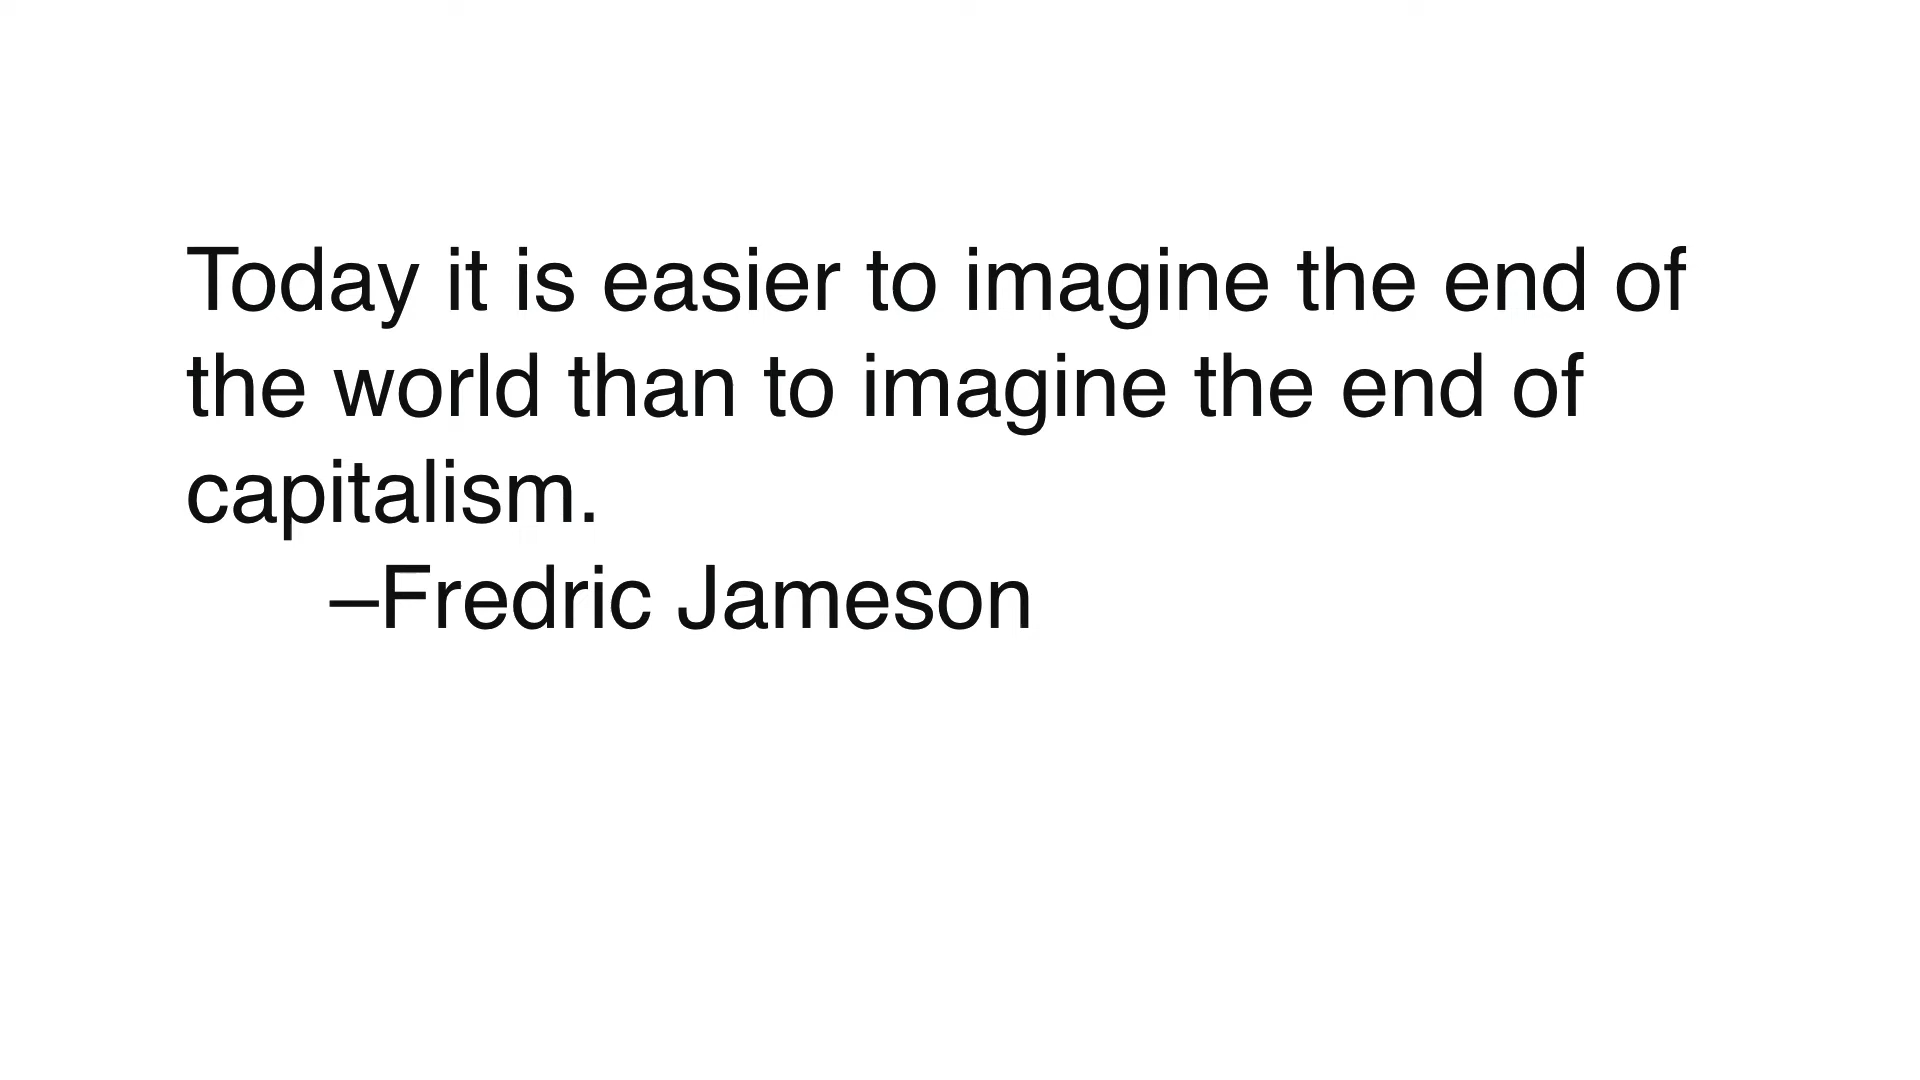 Today it is easier to imagine the end of
the world than to imagine the end of
capitalism.
–Fredric Jameson